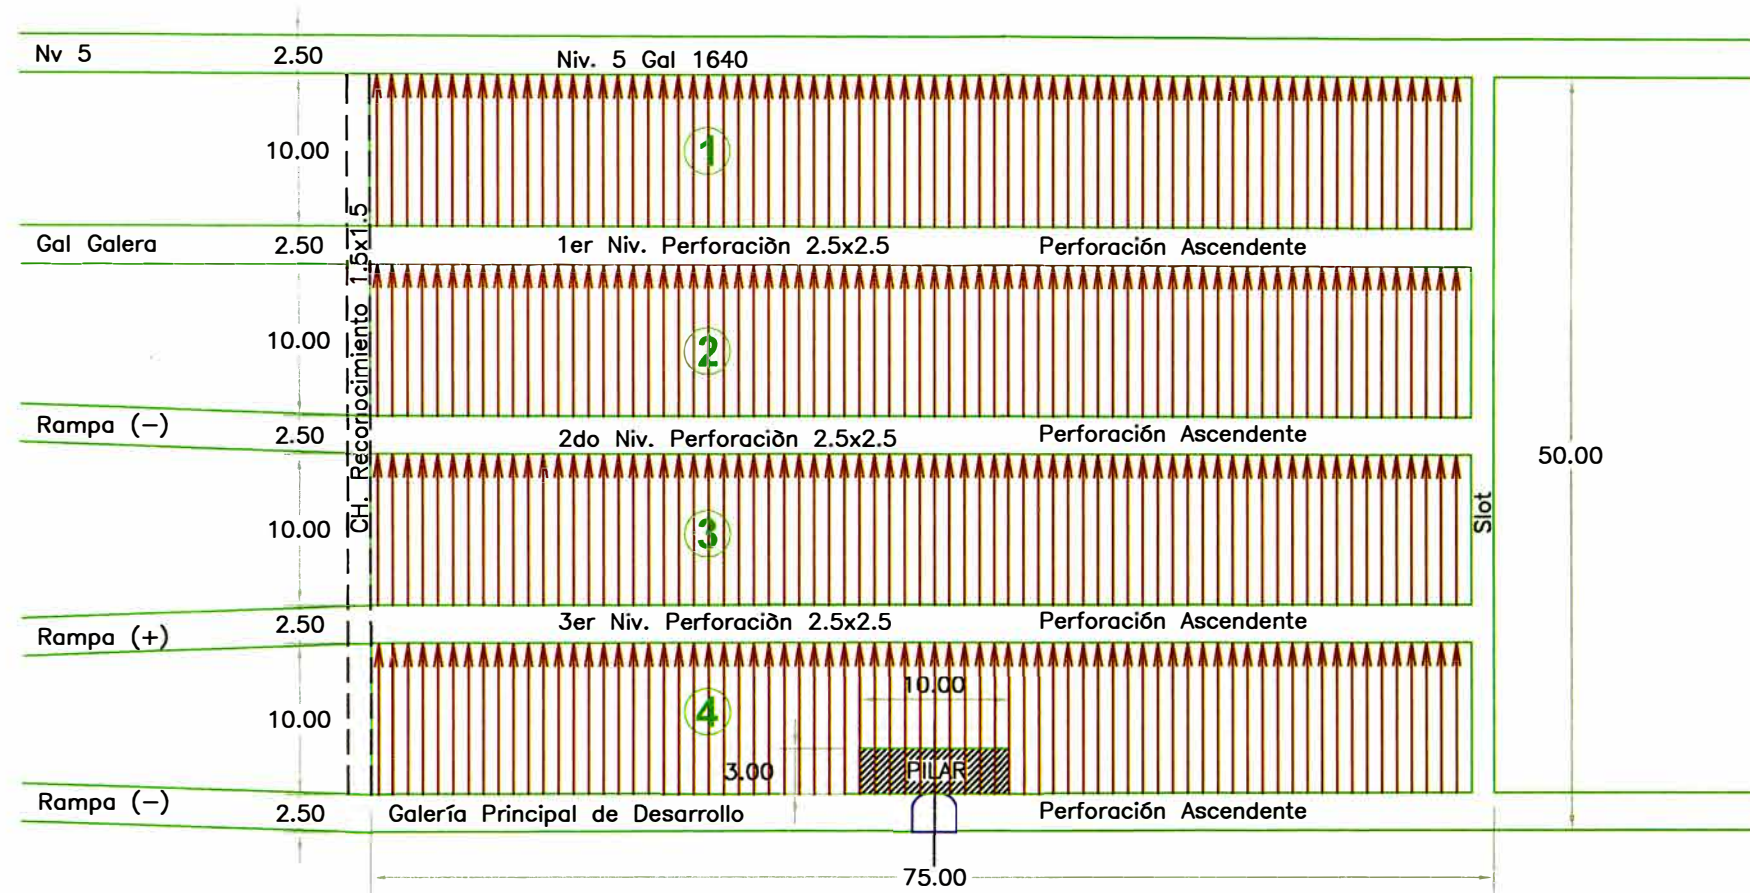 Nv 5
2.50
Niv. 5 Gal 1640
10.00
1
Gal Galera
2.50
1er Niv. Perforaciòn 2.5x2.5
Perforación Ascendente
CH. Reconocimiento 1.5x1.5
10.00
2
Rampa (-)
2.50
2do Niv. Perforaciòn 2.5x2.5
Perforación Ascendente
50.00
10.00
3
Slot
Rampa (+)
2.50
3er Niv. Perforaciòn 2.5x2.5
Perforación Ascendente
10.00
4
10.00
3.00
PILAR
Rampa (-)
2.50
Galería Principal de Desarrollo
Perforación Ascendente
75.00